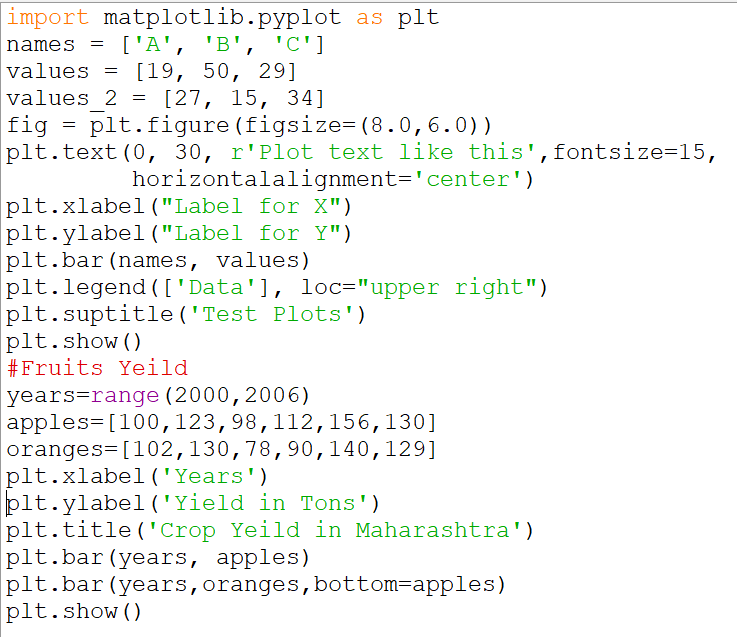 import matplotlib.pyplot as plt
names = ['A', 'B', 'C']
values = [19, 50, 29]
values_2 = [27, 15, 34]
fig = plt.figure(figsize=(8.0,6.0))
plt.text(0, 30, r'Plot text like this',fontsize=15,
         horizontalalignment='center')
plt.xlabel("Label for X")
plt.ylabel("Label for Y")
plt.bar(names, values)
plt.legend(['Data'], loc="upper right")
plt.suptitle('Test Plots')
plt.show()
#Fruits Yeild
years=range(2000,2006)
apples=[100,123,98,112,156,130]
oranges=[102,130,78,90,140,129]
plt.xlabel('Years')
plt.ylabel('Yield in Tons')
plt.title('Crop Yeild in Maharashtra')
plt.bar(years, apples)
plt.bar(years,oranges,bottom=apples)
plt.show()